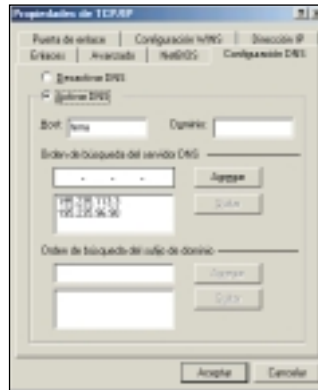 Propiedades de TCP/IP
Puerta de enlace Configuración WINS Dirección IP
Enlaces Avanzado NetBIOS Configuración DNS
Desactivar DNS
Activar DNS
Host: Dominio:
Orden de búsqueda del servidor DNS
Agregar
195.235.96.90
Quitar
Orden de búsqueda del sufijo de dominio
Agregar
Quitar
Aceptar Cancelar